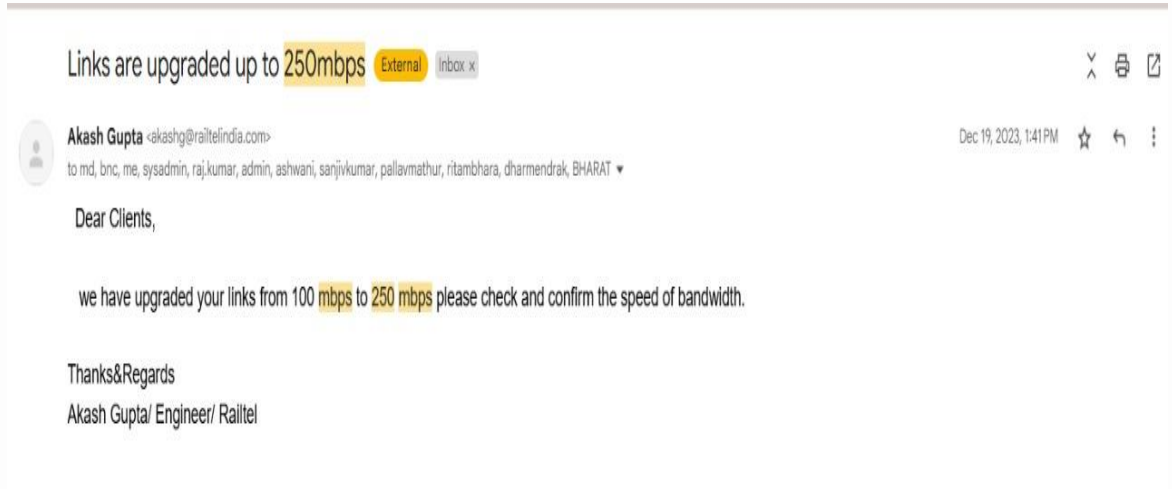 Links are upgraded up to 250mbps External Inbox x
Akash Gupta <akashg@railtelindia.com> Dec 19, 2023, 1:41 PM
to md, bnc, me, sysadmin, raj.kumar, admin, ashwani, sanjivkumar, pallavmathur, ritambhara, dharmendrak, BHARAT
Dear Clients,
we have upgraded your links from 100 mbps to 250 mbps please check and confirm the speed of bandwidth.
Thanks&Regards
Akash Gupta/ Engineer/ Railtel